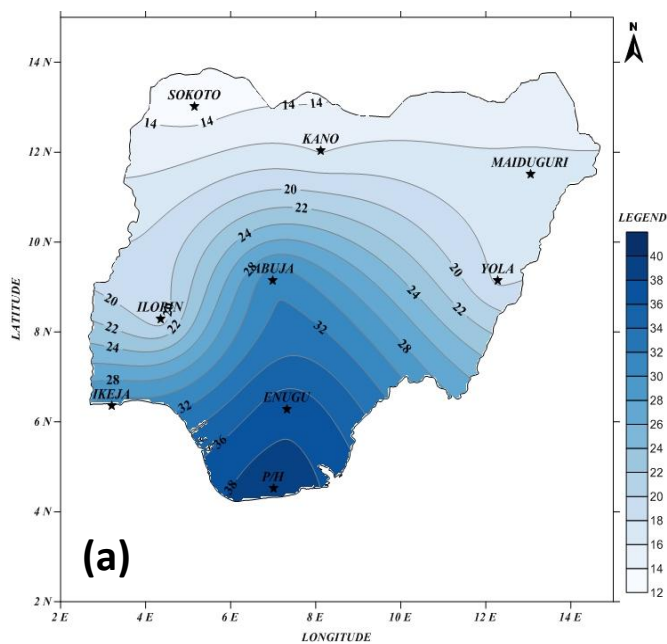 N
14 N
SOKOTO
14
14
14
14
KANO
12 N
MAIDUGURI
20
LEGEND
22
40
24
10 N
38
28
ABUJA
20
YOLA
36
20
ILORIN
20
24
34
22
22
22
32
8 N
24
32
28
30
28
28
IKEJA
32
ENUGU
26
6 N
36
24
22
38
P/H
20
4 N
18
16
(a)
14
2 N
12
2 E
4 E
6 E
8 E
10 E
12 E
14 E
LATITUDE
LONGITUDE